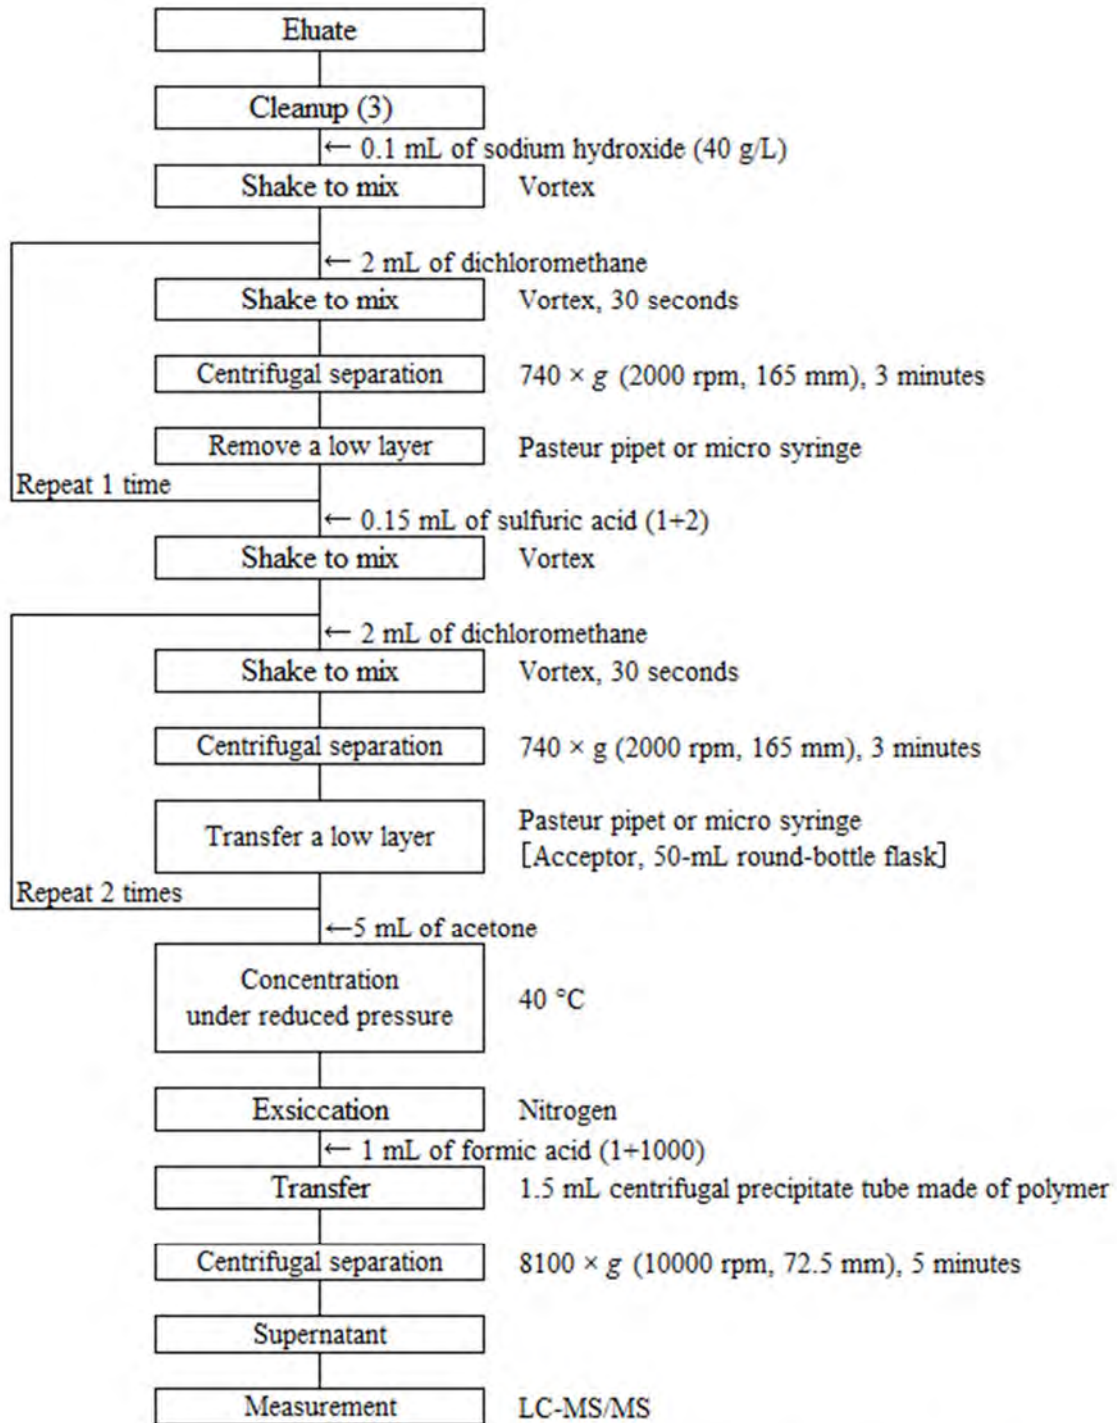 Eluate
Cleanup (3)
← 0.1 mL of sodium hydroxide (40 g/L)
Shake to mix Vortex
← 2 mL of dichloromethane
Shake to mix Vortex, 30 seconds
Centrifugal separation 740 × g (2000 rpm, 165 mm), 3 minutes
Remove a low layer Pasteur pipet or micro syringe
Repeat 1 time
← 0.15 mL of sulfuric acid (1+2)
Shake to mix Vortex
← 2 mL of dichloromethane
Shake to mix Vortex, 30 seconds
Centrifugal separation 740 × g (2000 rpm, 165 mm), 3 minutes
Transfer a low layer
Pasteur pipet or micro syringe
[Acceptor, 50-mL round-bottle flask]
Repeat 2 times
←5 mL of acetone
Concentration
under reduced pressure
40 °C
Exsiccation Nitrogen
← 1 mL of formic acid (1+1000)
Transfer 1.5 mL centrifugal precipitate tube made of polymer
Centrifugal separation 8100 × g (10000 rpm, 72.5 mm), 5 minutes
Supernatant
Measurement LC-MS/MS